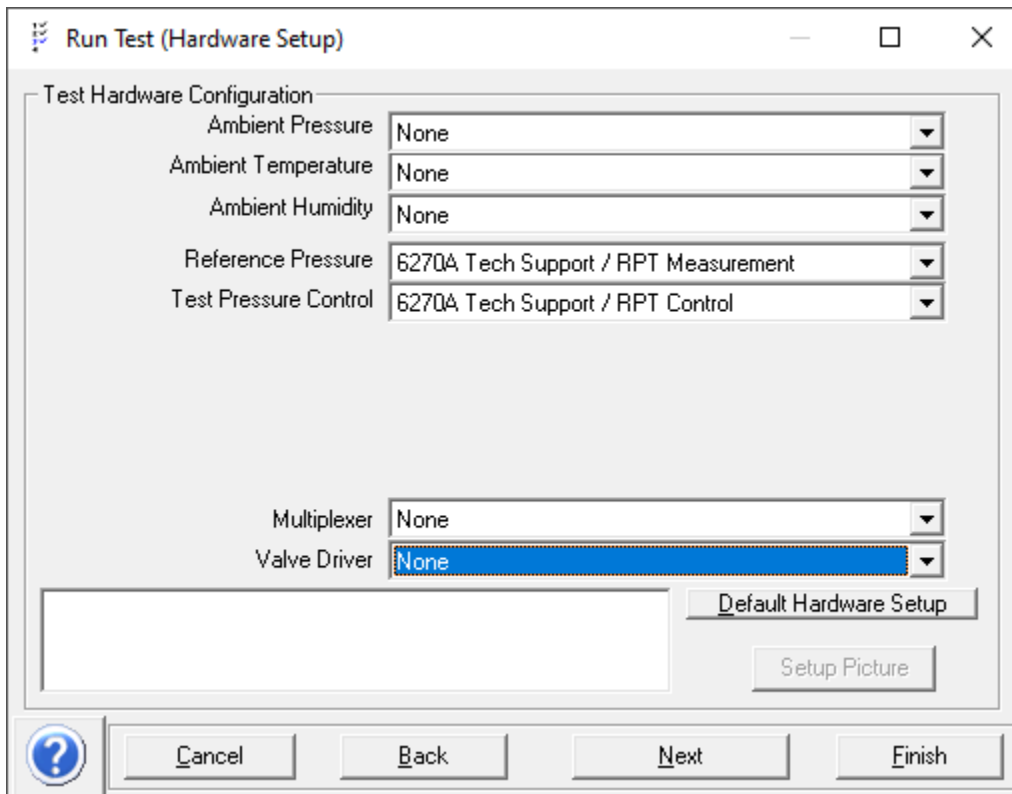 Run Test (Hardware Setup)
Test Hardware Configuration
Ambient Pressure None
Ambient Temperature None
Ambient Humidity None
Reference Pressure 6270A Tech Support / RPT Measurement
Test Pressure Control 6270A Tech Support / RPT Control
Multiplexer None
Valve Driver None
Default Hardware Setup
Setup Picture
? Cancel Back Next Finish